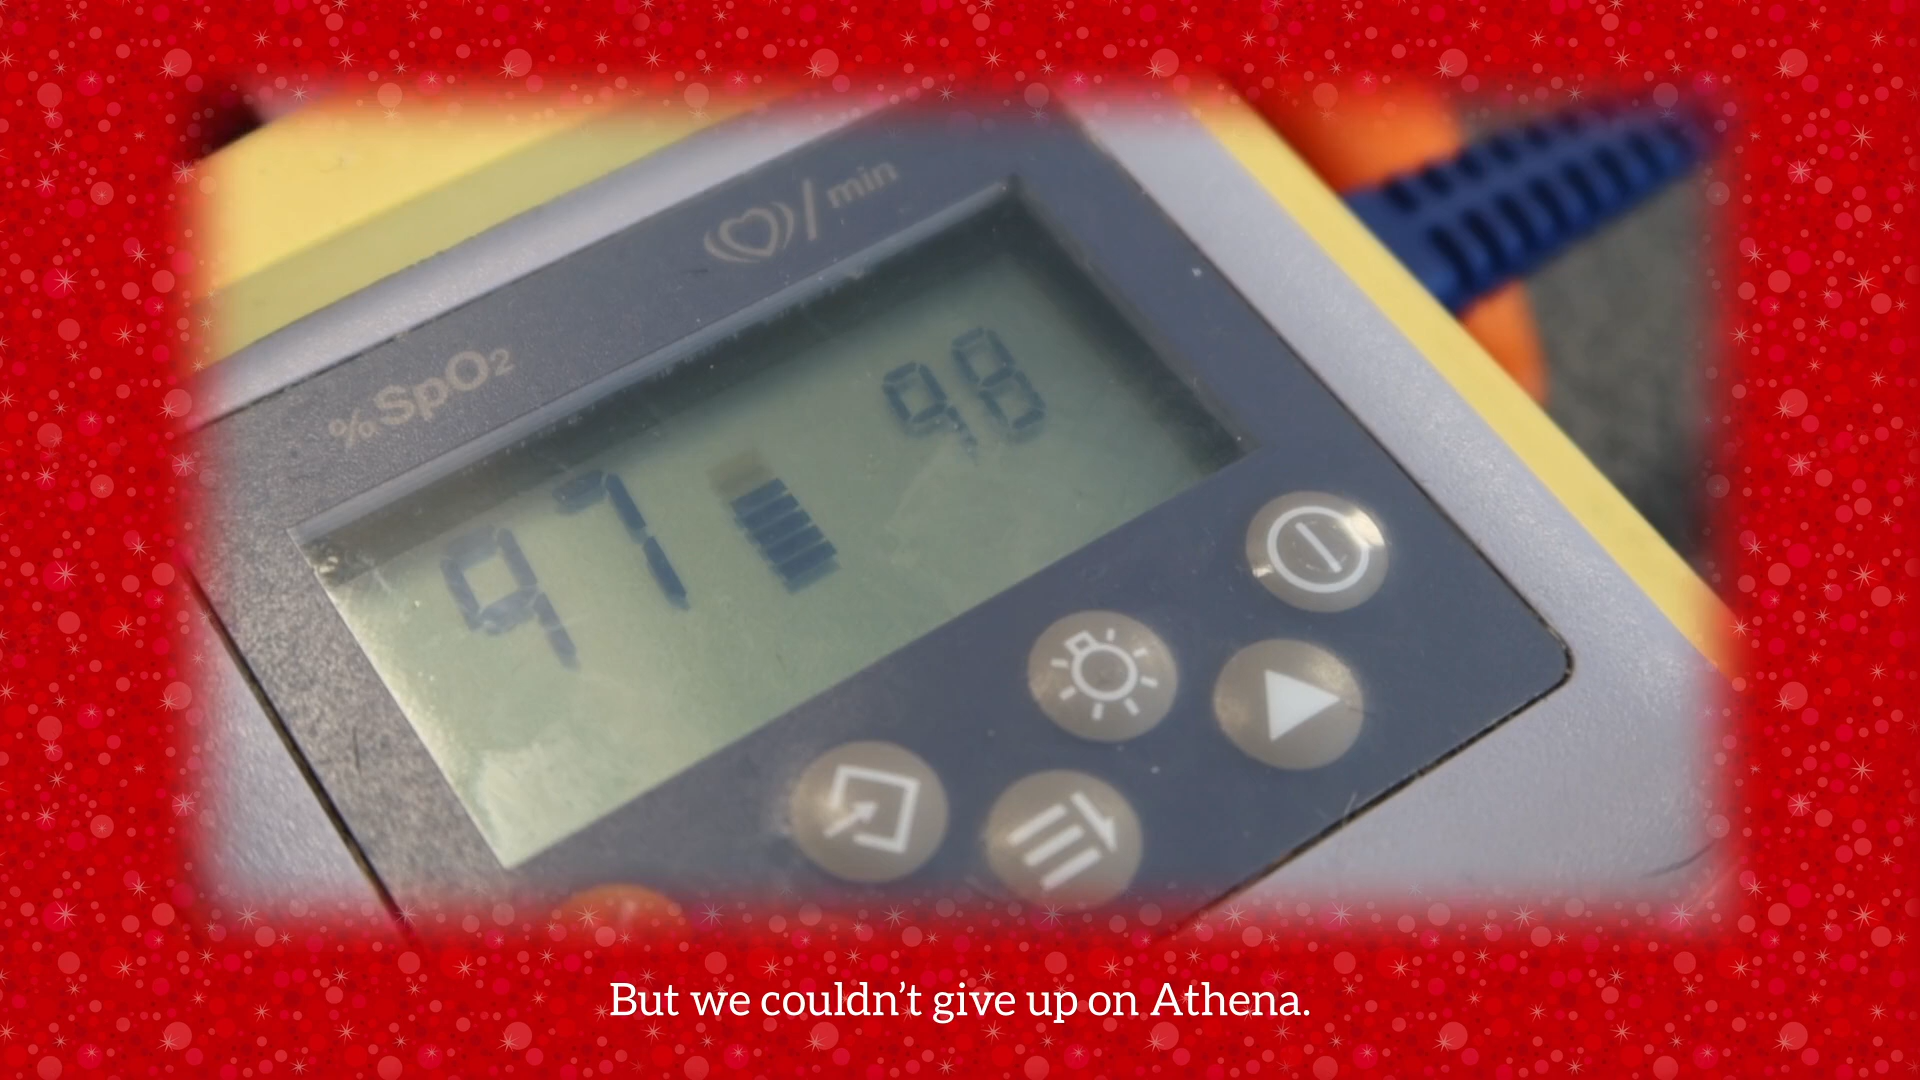 %SpO₂
/min
97
98
But we couldn’t give up on Athena.